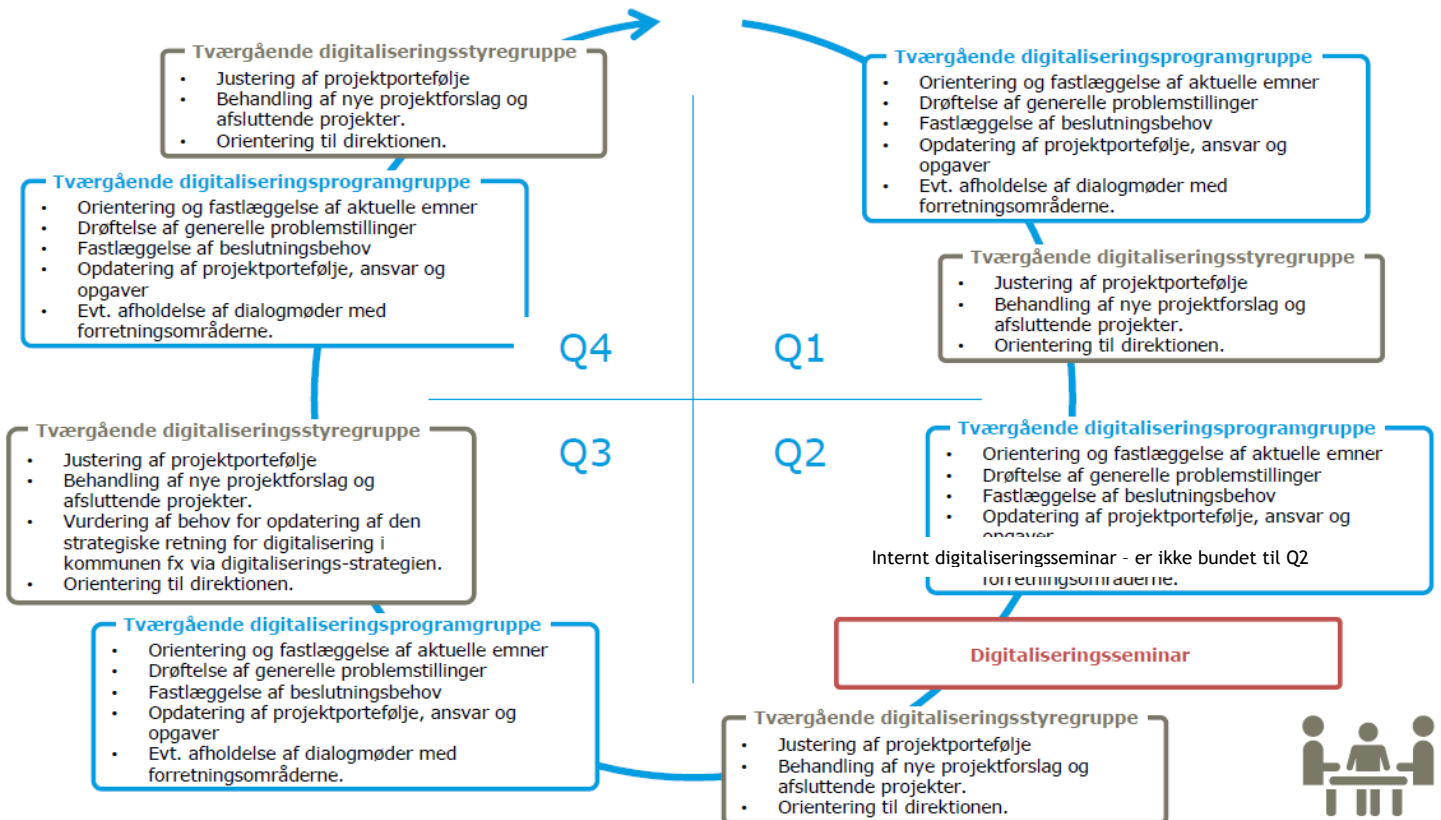 Tværgående digitaliseringsstyregruppe
• Justering af projektportefølje
• Behandling af nye projektforslag og
afsluttende projekter.
• Orientering til direktionen.
Tværgående digitaliseringsprogramgruppe
• Orientering og fastlæggelse af aktuelle emner
• Drøftelse af generelle problemstillinger
• Fastlæggelse af beslutningsbehov
• Opdatering af projektportefølje, ansvar og
opgaver
• Evt. afholdelse af dialogmøder med
forretningsområderne.
Tværgående digitaliseringsprogramgruppe
• Orientering og fastlæggelse af aktuelle emner
• Drøftelse af generelle problemstillinger
• Fastlæggelse af beslutningsbehov
• Opdatering af projektportefølje, ansvar og
opgaver
• Evt. afholdelse af dialogmøder med
forretningsområderne.
Tværgående digitaliseringsstyregruppe
• Justering af projektportefølje
• Behandling af nye projektforslag og
afsluttende projekter.
• Orientering til direktionen.
Q4
Q1
Q3
Q2
Tværgående digitaliseringsstyregruppe
• Justering af projektportefølje
• Behandling af nye projektforslag og
afsluttende projekter.
• Vurdering af behov for opdatering af den
strategiske retning for digitalisering i
kommunen fx via digitaliserings-strategien.
• Orientering til direktionen.
Tværgående digitaliseringsprogramgruppe
• Orientering og fastlæggelse af aktuelle emner
• Drøftelse af generelle problemstillinger
• Fastlæggelse af beslutningsbehov
• Opdatering af projektportefølje, ansvar og
opgaver
Internt digitaliseringsseminar – er ikke bundet til Q2
forretningsområderne.
Digitaliseringsseminar
Tværgående digitaliseringsprogramgruppe
• Orientering og fastlæggelse af aktuelle emner
• Drøftelse af generelle problemstillinger
• Fastlæggelse af beslutningsbehov
• Opdatering af projektportefølje, ansvar og
opgaver
• Evt. afholdelse af dialogmøder med
forretningsområderne.
Tværgående digitaliseringsstyregruppe
• Justering af projektportefølje
• Behandling af nye projektforslag og
afsluttende projekter.
• Orientering til direktionen.